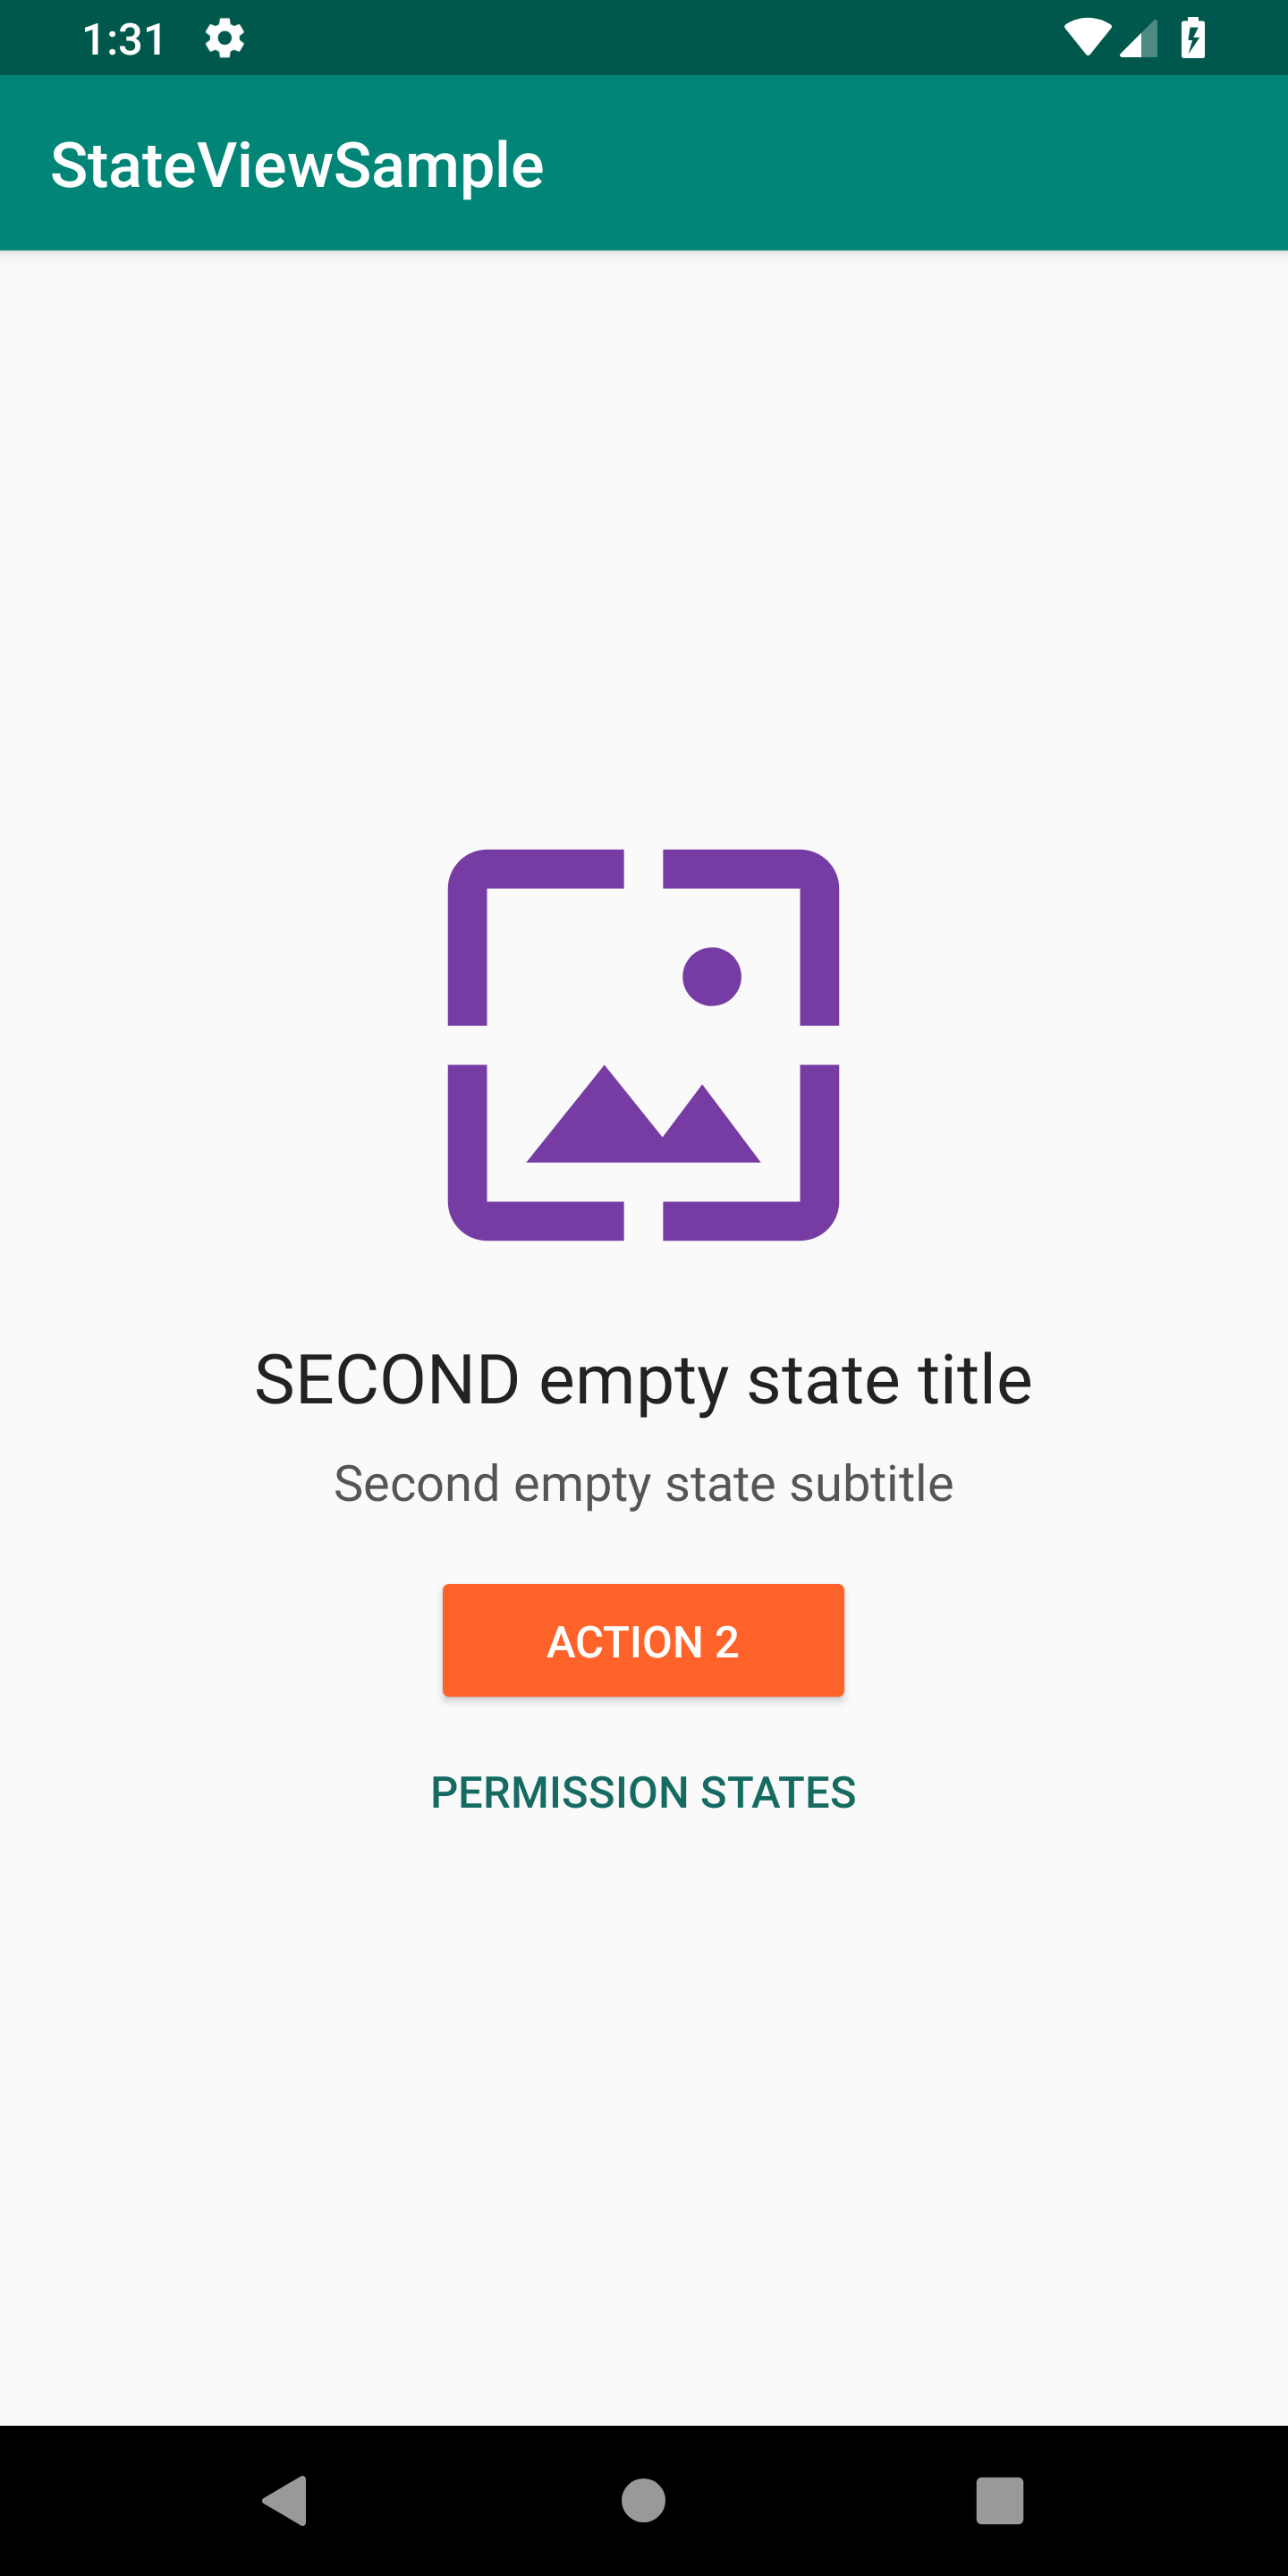 1:31
StateViewSample
SECOND empty state title
Second empty state subtitle
ACTION 2
PERMISSION STATES